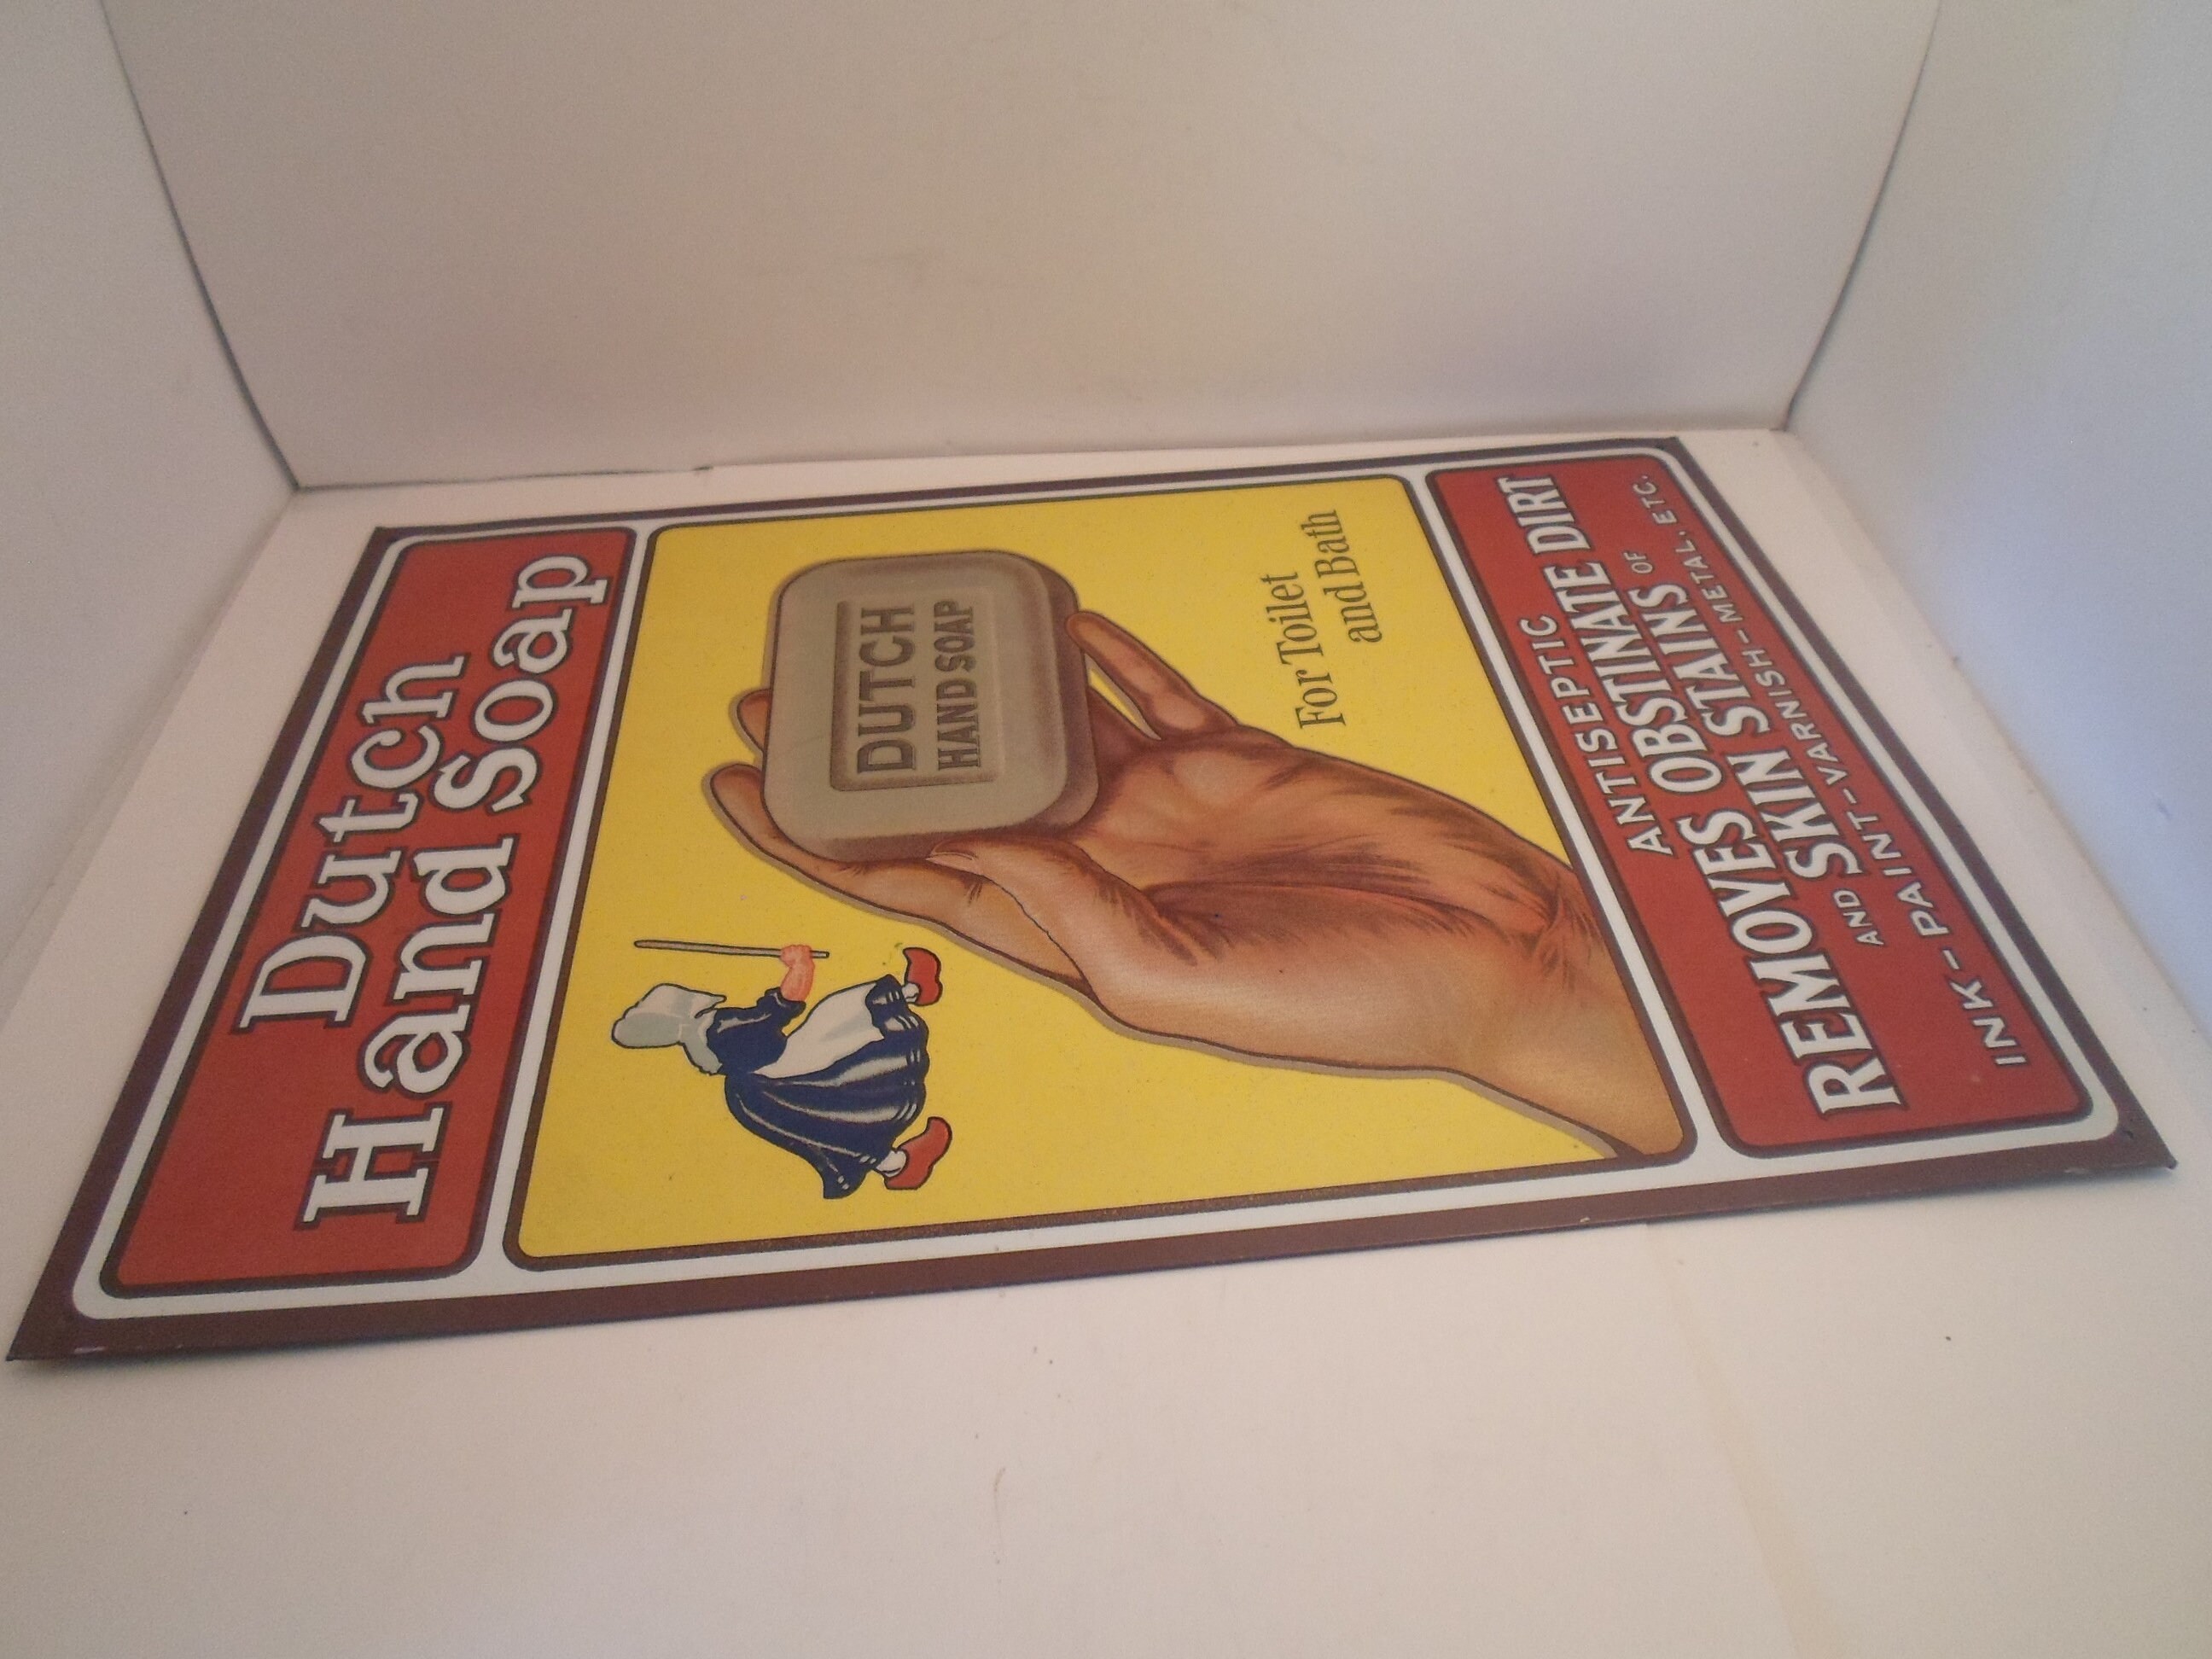 Dutch
Hand Soap
DUTCH
HAND SOAP
For Toilet
and Bath
ANTISEPTIC
REMOVES OBSTINATE DIRT
AND SKIN STAINS OF
INK-PAINT-VARNISH-METAL, ETC.